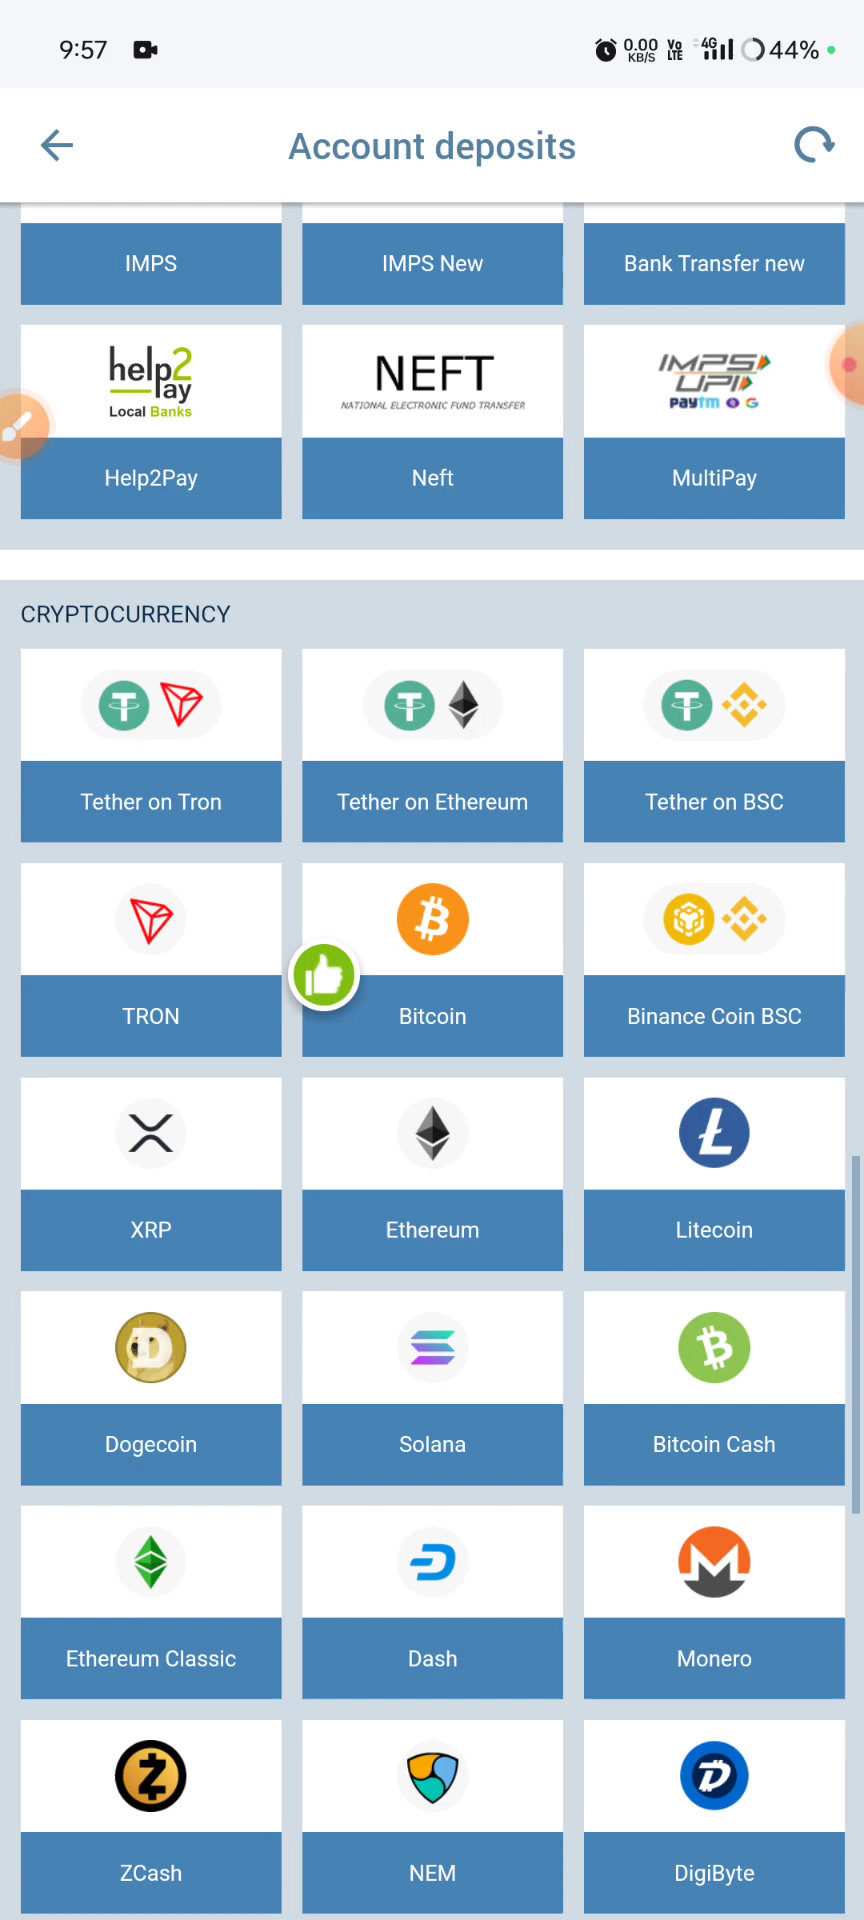 9:57
0.00 KB/S Vo LTE 4G 44%
Account deposits
IMPS
IMPS New
Bank Transfer new
help2pay
Local Banks
NEFT
NATIONAL ELECTRONIC FUND TRANSFER
IMPS
UPI
paytm G
Help2Pay
Neft
MultiPay
CRYPTOCURRENCY
Tether on Tron
Tether on Ethereum
Tether on BSC
TRON
Bitcoin
Binance Coin BSC
XRP
Ethereum
Litecoin
Dogecoin
Solana
Bitcoin Cash
Ethereum Classic
Dash
Monero
ZCash
NEM
DigiByte